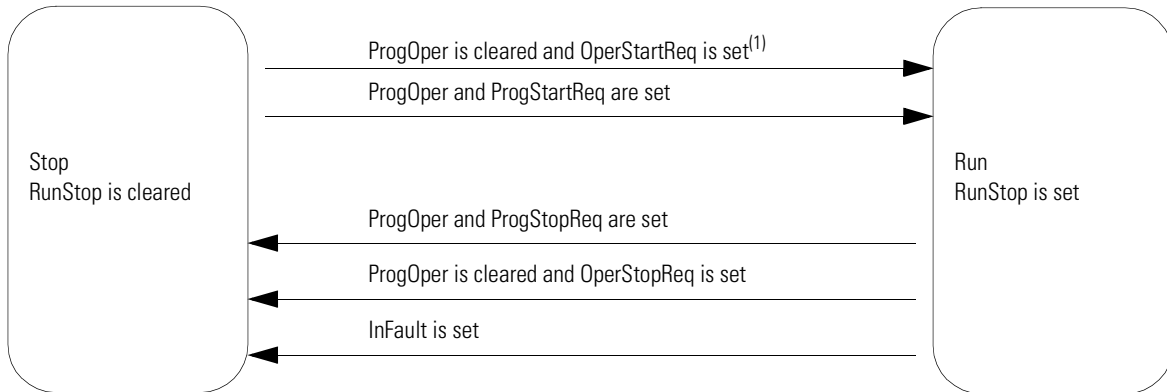 ProgOper is cleared and OperStartReq is set(1)
ProgOper and ProgStartReq are set
Stop
RunStop is cleared
Run
RunStop is set
ProgOper and ProgStopReq are set
ProgOper is cleared and OperStopReq is set
InFault is set